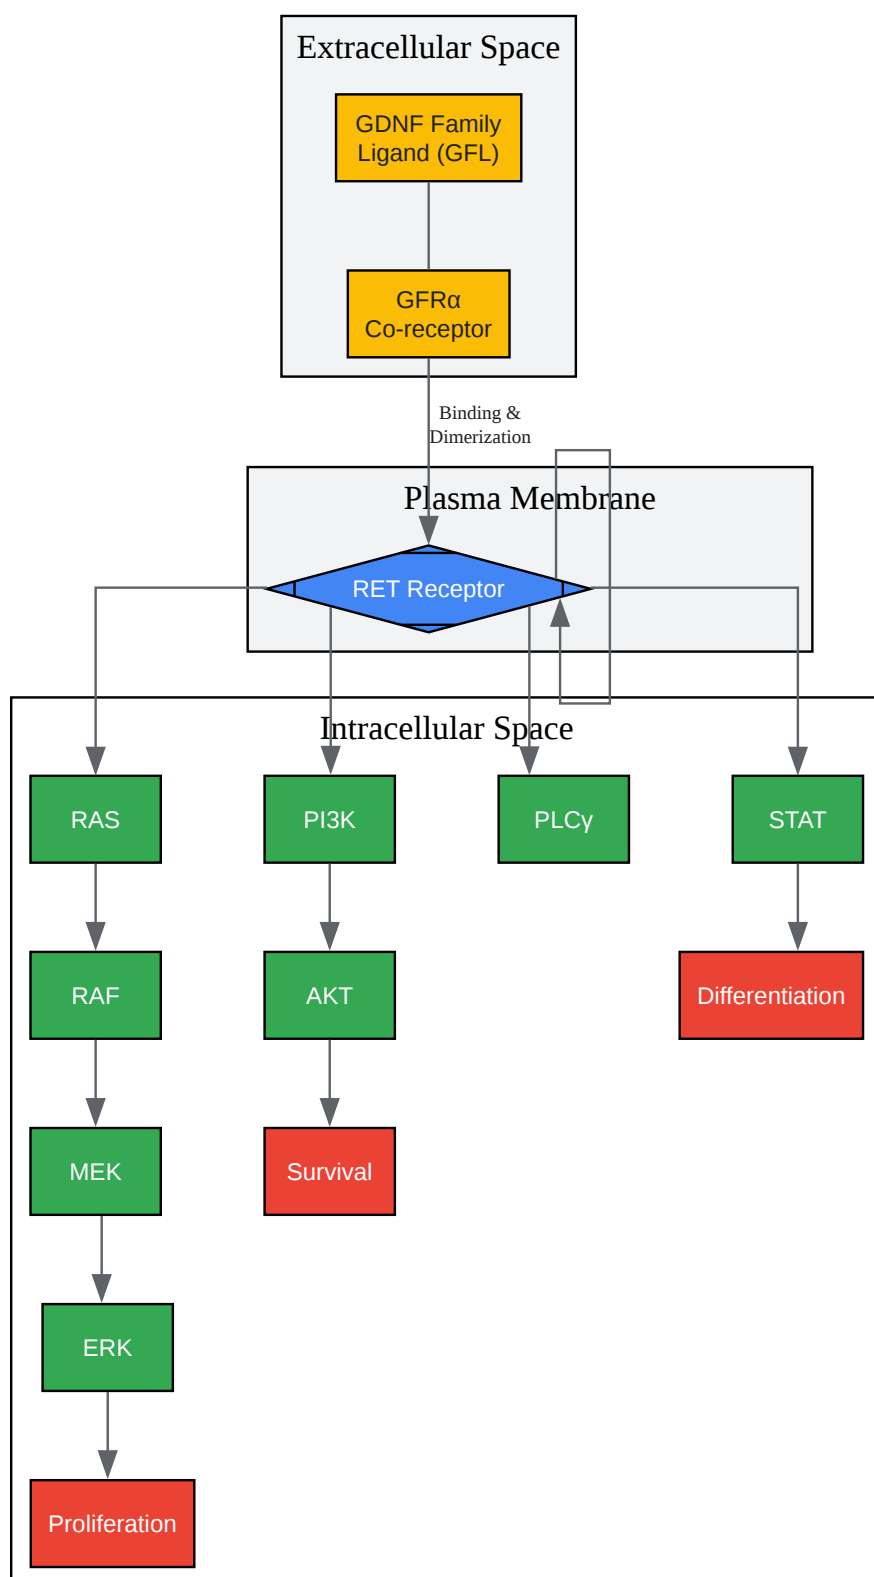 Extracellular Space
GDNF Family
Ligand (GFL)
GFRα
Co-receptor
Binding &
Dimerization
Plasma Membrane
RET Receptor
Intracellular Space
RAS
PI3K
PLCγ
STAT
RAF
AKT
Differentiation
MEK
Survival
ERK
Proliferation